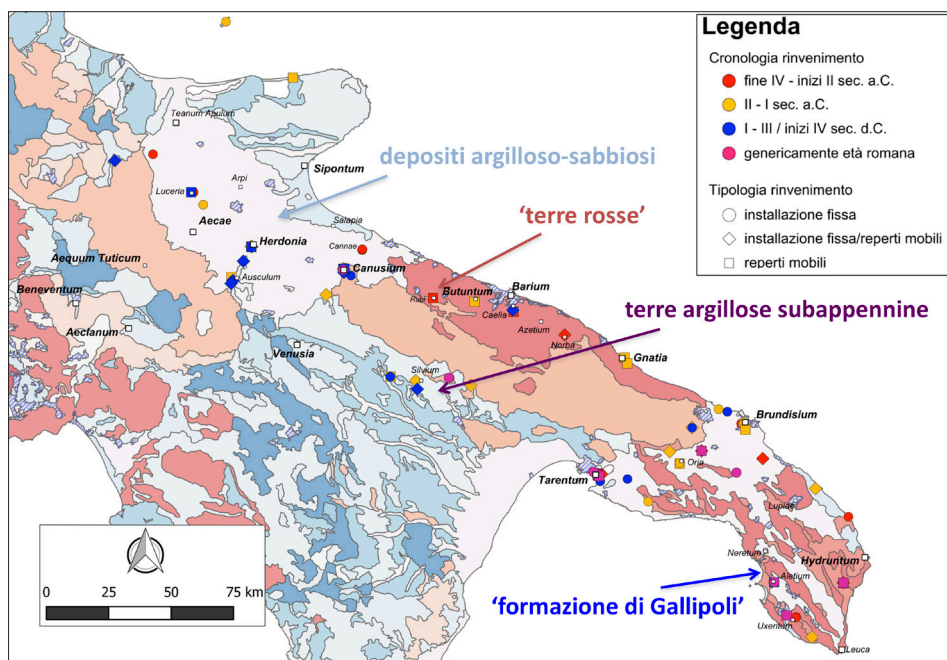 Legenda
Cronologia rinvenimento
fine IV - inizi II sec. a.C.
II - I sec. a.C.
I - III / inizi IV sec. d.C.
genericamente età romana
Tipologia rinvenimento
installazione fissa
installazione fissa/reperti mobili
reperti mobili
Teanum Apulum
depositi argilloso-sabbiosi
Sipontum
Arpi
Luceria
Aecae
Salapia
'terre rosse'
Herdonia
Cannae
Aequum Tuticum
Ausculum
Canusium
Butuntum
Barium
Beneventum
Rubi
Caelia
terre argillose subappennine
Aeclanum
Azetium
Venusia
Norba
Gnatia
Silvium
Brundisium
Oria
Tarentum
Lupiae
Neretum
Hydruntum
Aletium
'formazione di Gallipoli'
Uxentum
Leuca
0 25 50 75 km